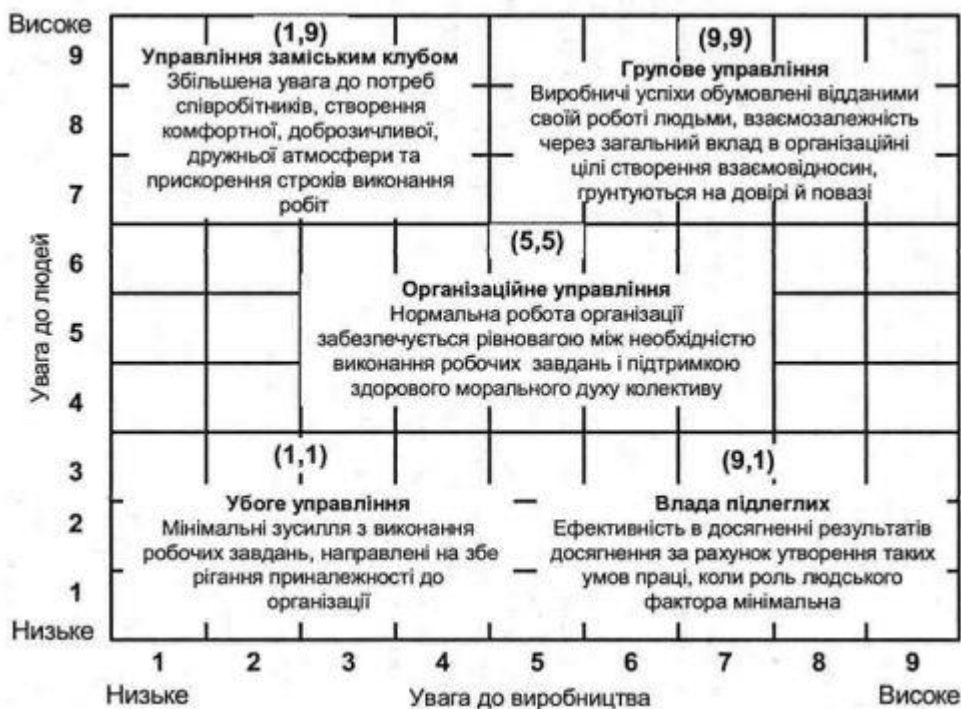 Високе
9
8
7
6
5
4
3
2
1
Низьке
Увага до людей
(1,9)
Управління заміським клубом
Збільшена увага до потреб
співробітників, створення
комфортної, доброзичливої,
дружньої атмосфери та
прискорення строків виконання
робіт
(9,9)
Групове управління
Виробничі успіхи обумовлені відданими
своїй роботі людьми, взаємозалежність
через загальний вклад в організаційні
цілі створення взаємовідносин,
грунтуються на довірі й повазі
(5,5)
Організаційне управління
Нормальна робота організації
забезпечується рівновагою між необхідністю
виконання робочих завдань і підтримкою
здорового морального духу колективу
(1,1)
Убоге управління
Мінімальні зусилля з виконання
робочих завдань, направлені на збе
рігання приналежності до
організації
(9,1)
Влада підлеглих
Ефективність в досягненні результатів
досягнення за рахунок утворення таких
умов праці, коли роль людського
фактора мінімальна
1 2 3 4 5 6 7 8 9
Низьке Увага до виробництва Високе